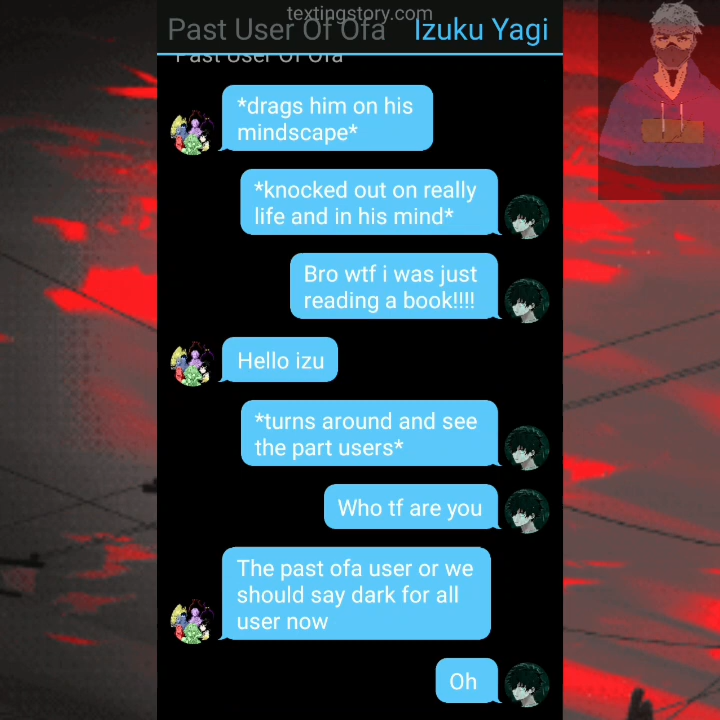 textingstory.com
Past User Of Ofa Izuku Yagi
Past User Of Ofa
*drags him on his
mindscape*
*knocked out on really
life and in his mind*
Bro wtf i was just
reading a book!!!!
Hello izu
*turns around and see
the part users*
Who tf are you
The past ofa user or we
should say dark for all
user now
Oh